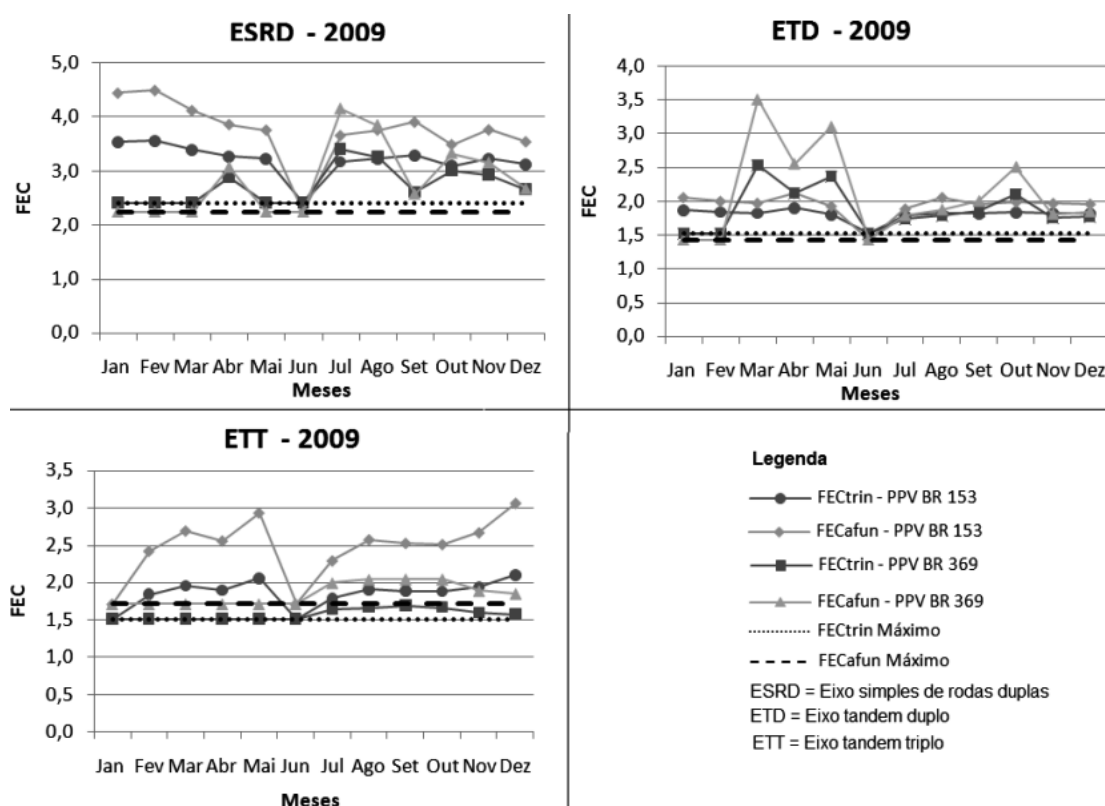 ESRD - 2009
5,0
4,0
3,0
2,0
1,0
0,0
FEC
Jan Fev Mar Abr Mai Jun Jul Ago Set Out Nov Dez
Meses
ETD - 2009
4,0
3,5
3,0
2,5
2,0
1,5
1,0
0,5
0,0
FEC
Jan Fev Mar Abr Mai Jun Jul Ago Set Out Nov Dez
Meses
ETT - 2009
3,5
3,0
2,5
2,0
1,5
1,0
0,5
0,0
FEC
Jan Fev Mar Abr Mai Jun Jul Ago Set Out Nov Dez
Meses
Legenda
FECtrin - PPV BR 153
FECafun - PPV BR 153
FECtrin - PPV BR 369
FECafun - PPV BR 369
FECtrin Máximo
FECafun Máximo
ESRD = Eixo simples de rodas duplas
ETD = Eixo tandem duplo
ETT = Eixo tandem triplo